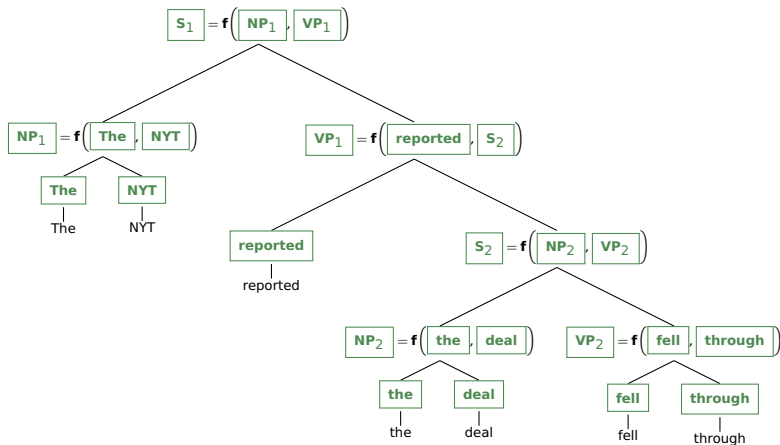 S₁ = f(NP₁, VP₁)
NP₁ = f(The, NYT)
VP₁ = f(reported, S₂)
The
NYT
The
NYT
reported
S₂ = f(NP₂, VP₂)
reported
NP₂ = f(the, deal)
VP₂ = f(fell, through)
the
deal
fell
through
the
deal
fell
through